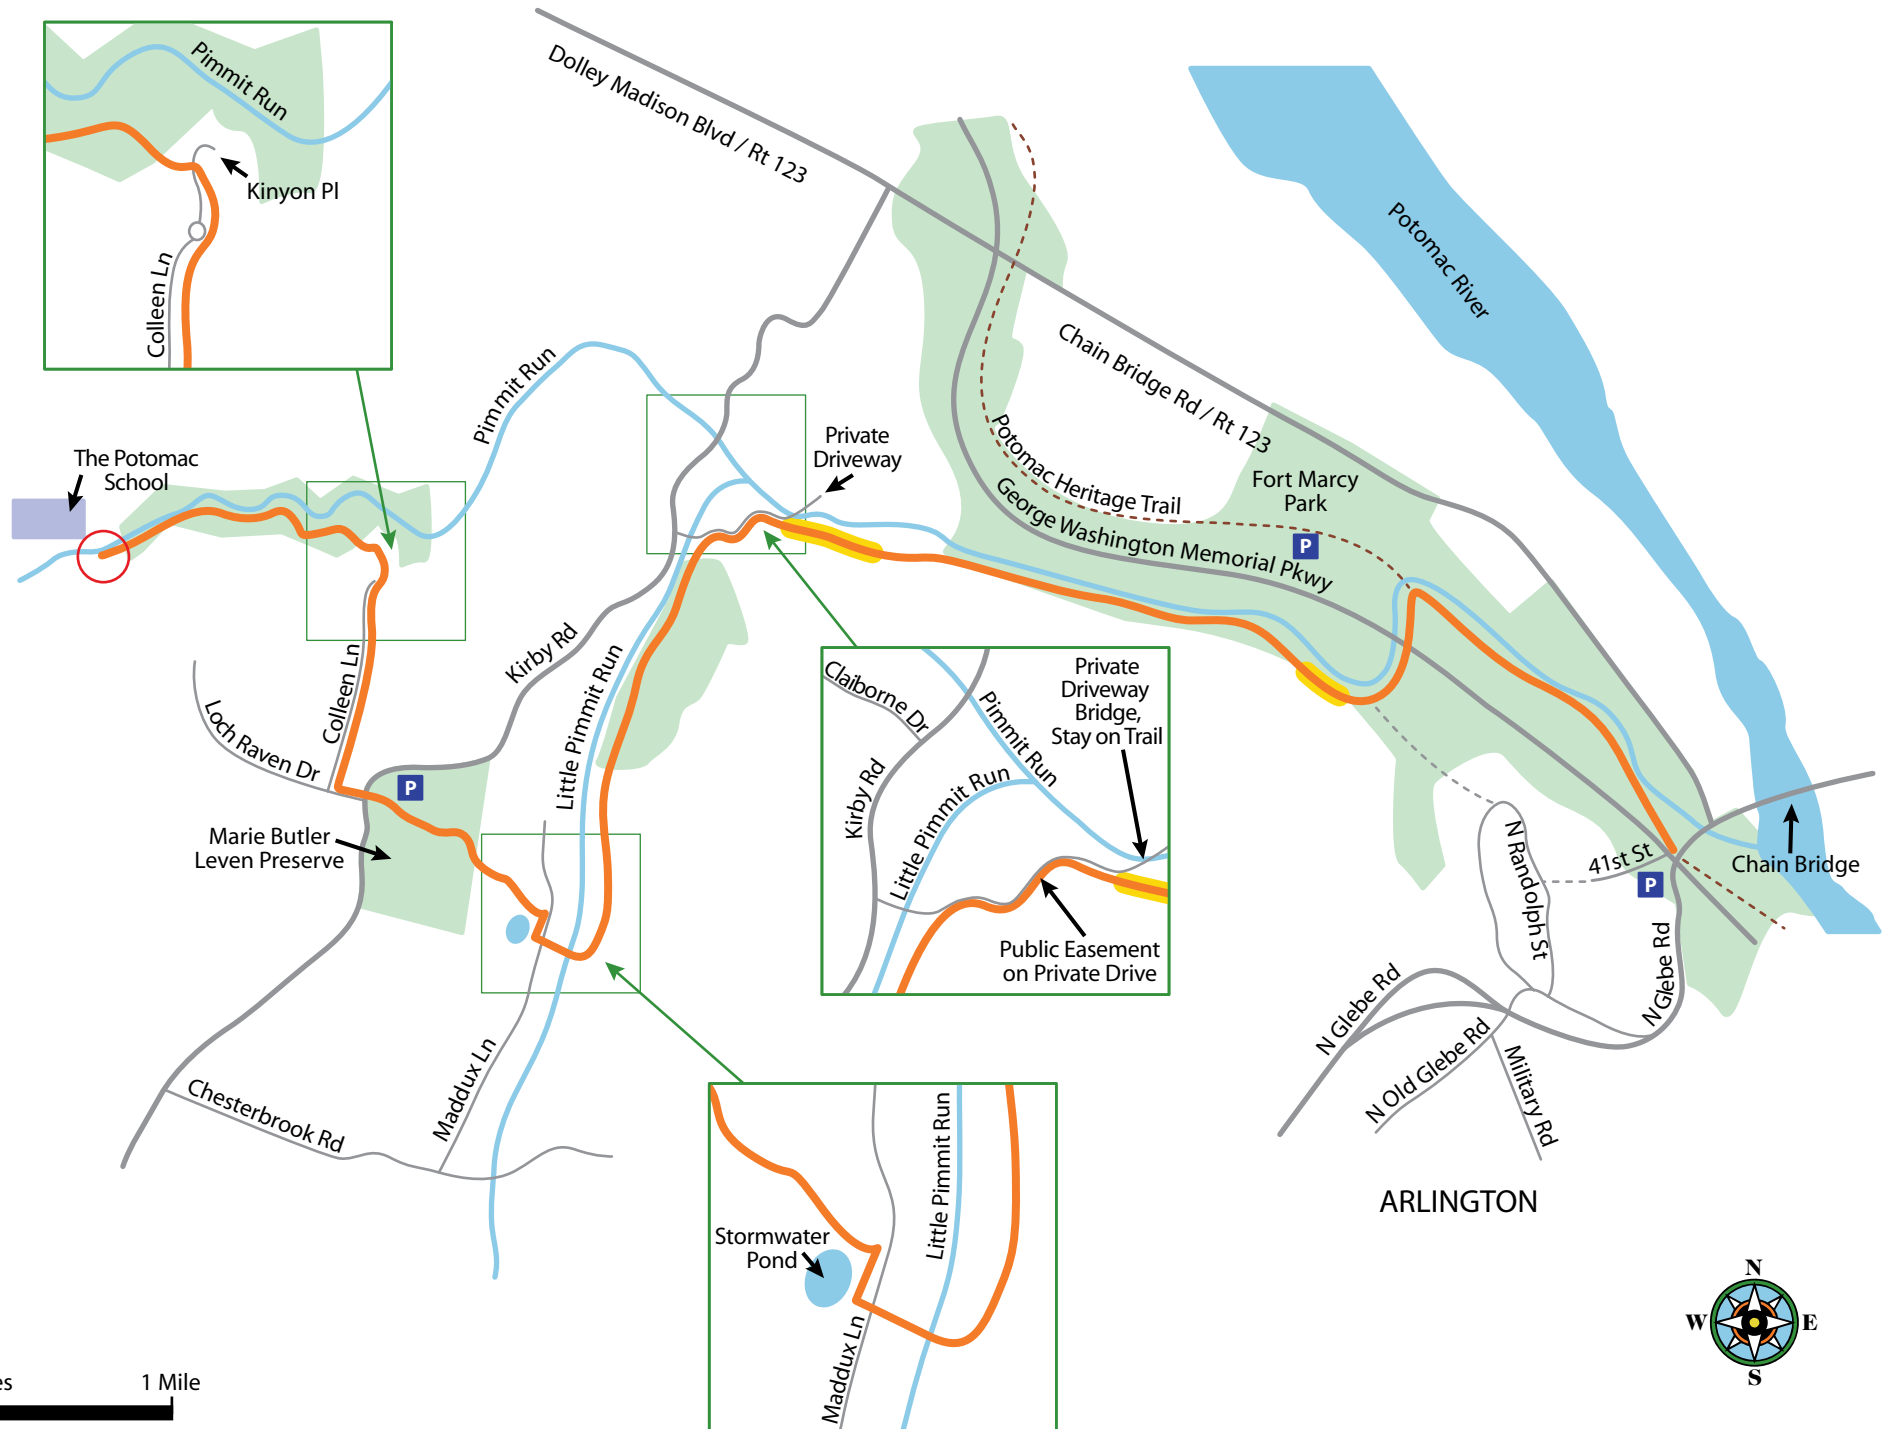 Pimmit Run
Kinyon Pl
Colleen Ln
Dolley Madison Blvd / Rt 123
Potomac River
Chain Bridge Rd / Rt 123
Pimmit Run
Private
Driveway
The Potomac
School
Potomac Heritage Trail
Fort Marcy
Park
P
George Washington Memorial Pkwy
Kirby Rd
Little Pimmit Run
Colleen Ln
Loch Raven Dr
P
Marie Butler
Leven Preserve
Claiborne Dr
Pimmit Run
Private
Driveway
Bridge,
Stay on Trail
Kirby Rd
Little Pimmit Run
Public Easement
on Private Drive
N Randolph St
41st St
P
Chain Bridge
N Glebe Rd
N Glebe Rd
N Old Glebe Rd
Military Rd
Maddux Ln
Chesterbrook Rd
Little Pimmit Run
Stormwater
Pond
Maddux Ln
ARLINGTON
N
W
E
S
es
1 Mile